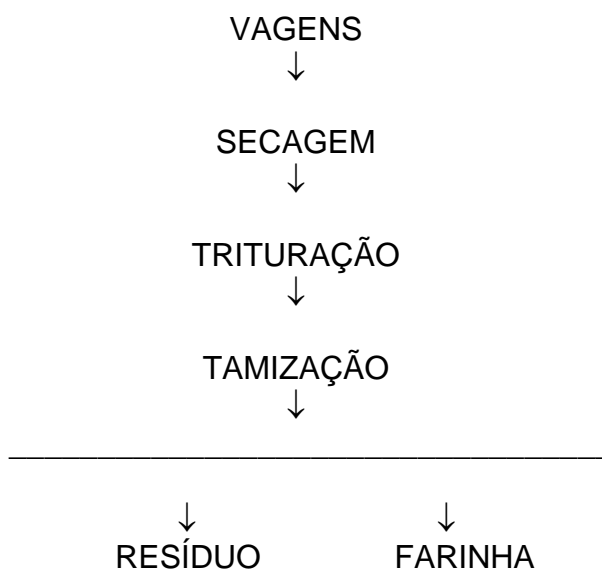 VAGENS
↓
SECAGEM
↓
TRITURAÇÃO
↓
TAMIZAÇÃO
↓
↓ ↓
RESÍDUO FARINHA